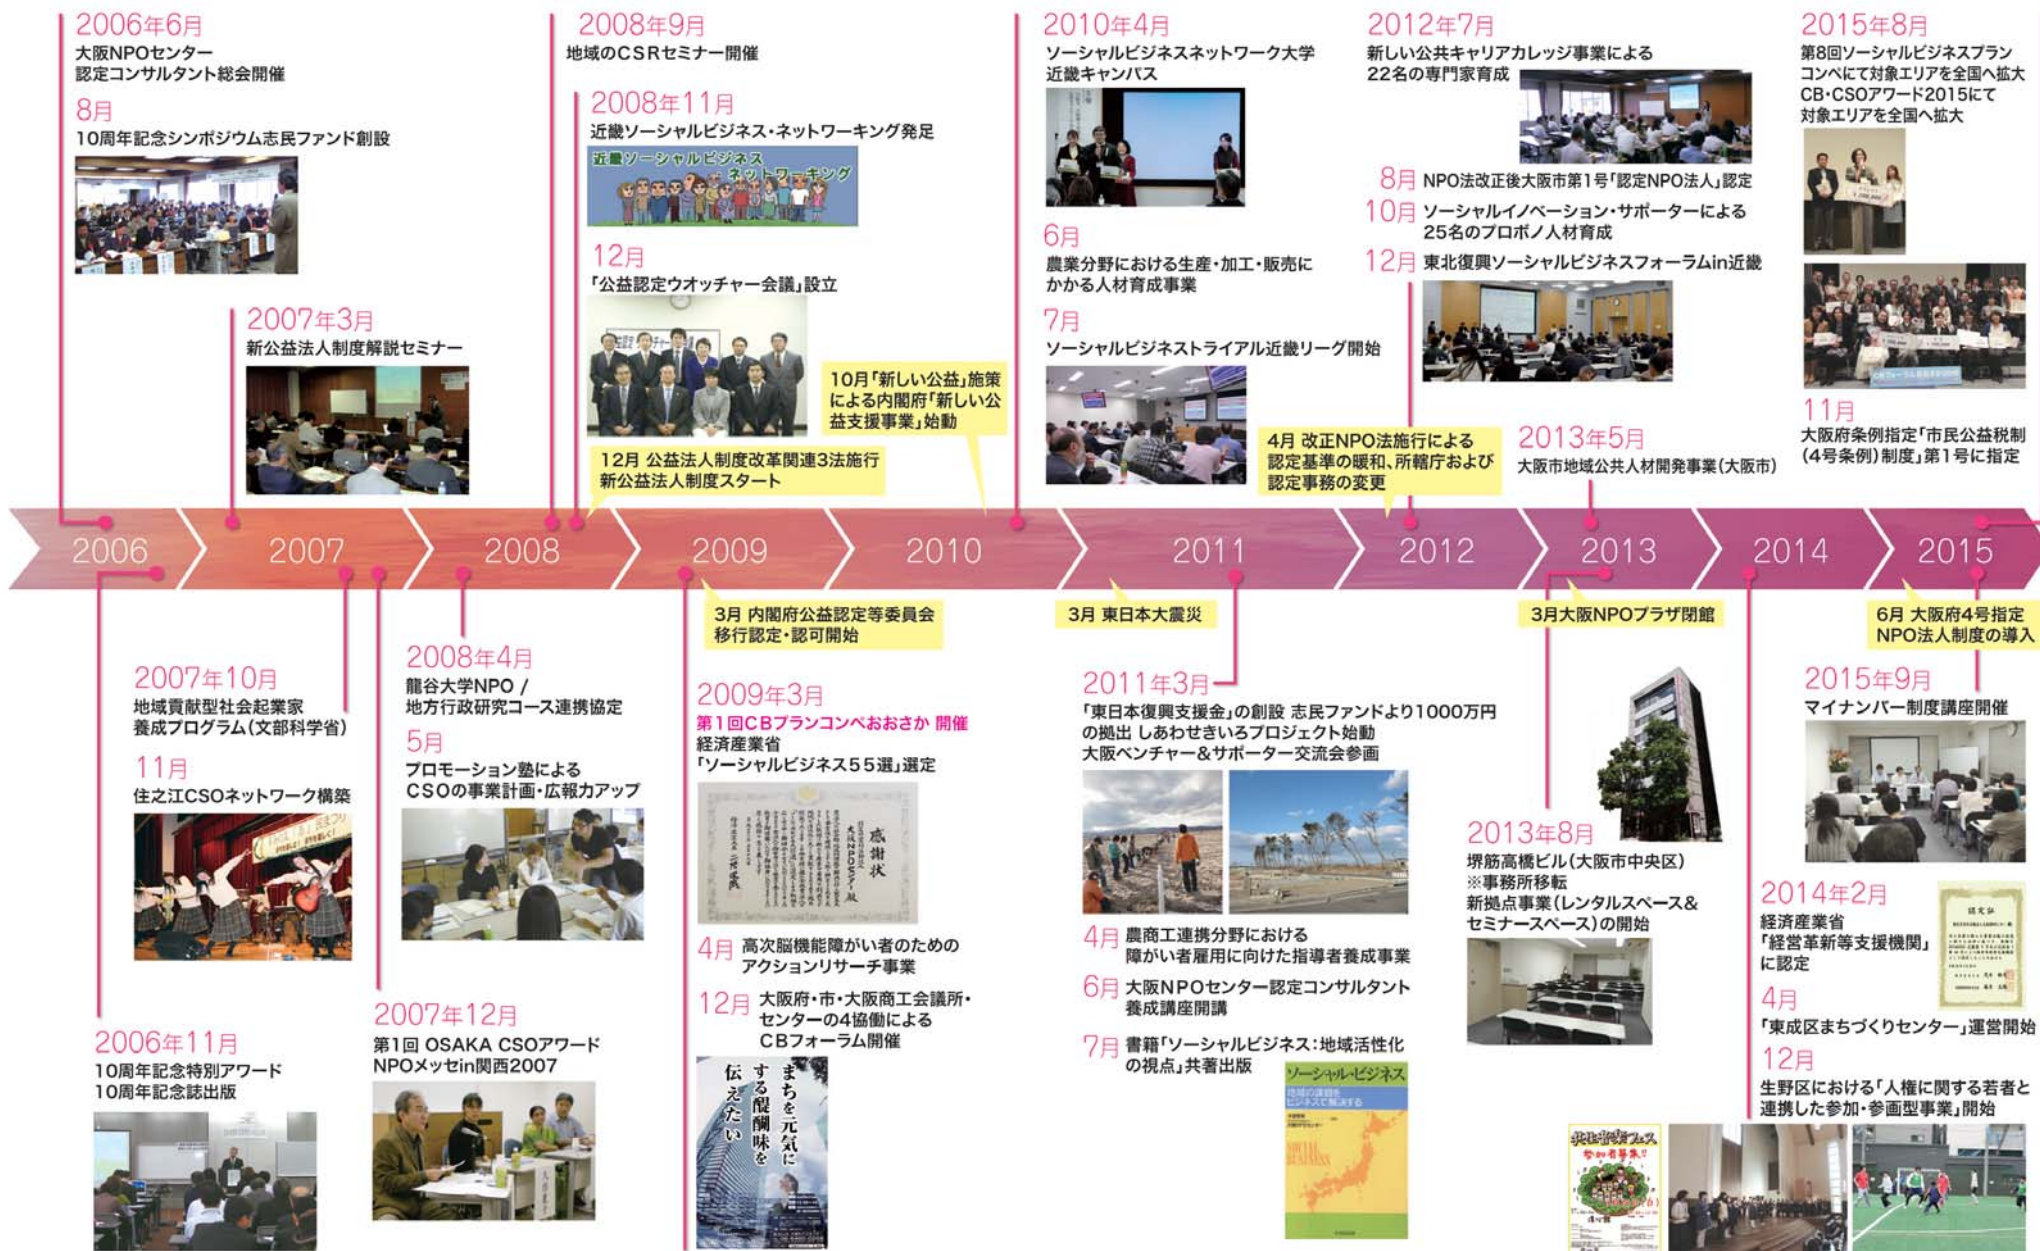 2006年6月
大阪NPOセンター
認定コンサルタント総会開催
8月
10周年記念シンポジウム志民ファンド創設
2007年3月
新公益法人制度解説セミナー
2008年9月
地域のCSRセミナー開催
2008年11月
近畿ソーシャルビジネス・ネットワーキング発足
近畿ソーシャルビジネス
ネットワーキング
12月
「公益認定ウオッチャー会議」設立
12月 公益法人制度改革関連3法施行
新公益法人制度スタート
10月「新しい公益」施策
による内閣府「新しい公
益支援事業」始動
2010年4月
ソーシャルビジネスネットワーク大学
近畿キャンパス
6月
農業分野における生産・加工・販売に
かかる人材育成事業
7月
ソーシャルビジネストライアル近畿リーグ開始
2012年7月
新しい公共キャリアカレッジ事業による
22名の専門家育成
8月 NPO法改正後大阪市第1号「認定NPO法人」認定
10月 ソーシャルイノベーション・サポーターによる
25名のプロボノ人材育成
12月 東北復興ソーシャルビジネスフォーラムin近畿
4月 改正NPO法施行による
認定基準の緩和、所轄庁および
認定事務の変更
2013年5月
大阪市地域公共人材開発事業(大阪市)
2015年8月
第8回ソーシャルビジネスプラン
コンペにて対象エリアを全国へ拡大
CB・CSOアワード2015にて
対象エリアを全国へ拡大
11月
大阪府条例指定「市民公益税制
(4号条例)制度」第1号に指定
2006
2007
2008
2009
2010
2011
2012
2013
2014
2015
3月 内閣府公益認定等委員会
移行認定・認可開始
3月 東日本大震災
3月大阪NPOプラザ閉館
6月 大阪府4号指定
NPO法人制度の導入
2006年11月
10周年記念特別アワード
10周年記念誌出版
2007年10月
地域貢献型社会起業家
養成プログラム(文部科学省)
11月
住之江CSOネットワーク構築
2007年12月
第1回 OSAKA CSOアワード
NPOメッセin関西2007
2008年4月
龍谷大学NPO /
地方行政研究コース連携協定
5月
プロモーション塾による
CSOの事業計画・広報力アップ
2009年3月
第1回CBプランコンペおおさか 開催
経済産業省
「ソーシャルビジネス55選」選定
感謝状
大阪NPOセンター殿
4月 高次脳機能障がい者のための
アクションリサーチ事業
12月 大阪府・市・大阪商工会議所・
センターの4協働による
CBフォーラム開催
まちを元気に
する醍醐味を
伝えたい
2011年3月
「東日本復興支援金」の創設 志民ファンドより1000万円
の拠出 しあわせきいろプロジェクト始動
大阪ベンチャー&サポーター交流会参画
4月 農商工連携分野における
障がい者雇用に向けた指導者養成事業
6月 大阪NPOセンター認定コンサルタント
養成講座開講
7月 書籍「ソーシャルビジネス:地域活性化
の視点」共著出版
ソーシャル・ビジネス
地域の課題を
ビジネスで解決する
SOCIAL
BUSINESS
2013年8月
堺筋高橋ビル(大阪市中央区)
※事務所移転
新拠点事業(レンタルスペース&
セミナースペース)の開始
2015年9月
マイナンバー制度講座開催
2014年2月
経済産業省
「経営革新等支援機関」
に認定
認定証
4月
「東成区まちづくりセンター」運営開始
12月
生野区における「人権に関する若者と
連携した参加・参画型事業」開始
共生音楽フェス
参加者募集!!